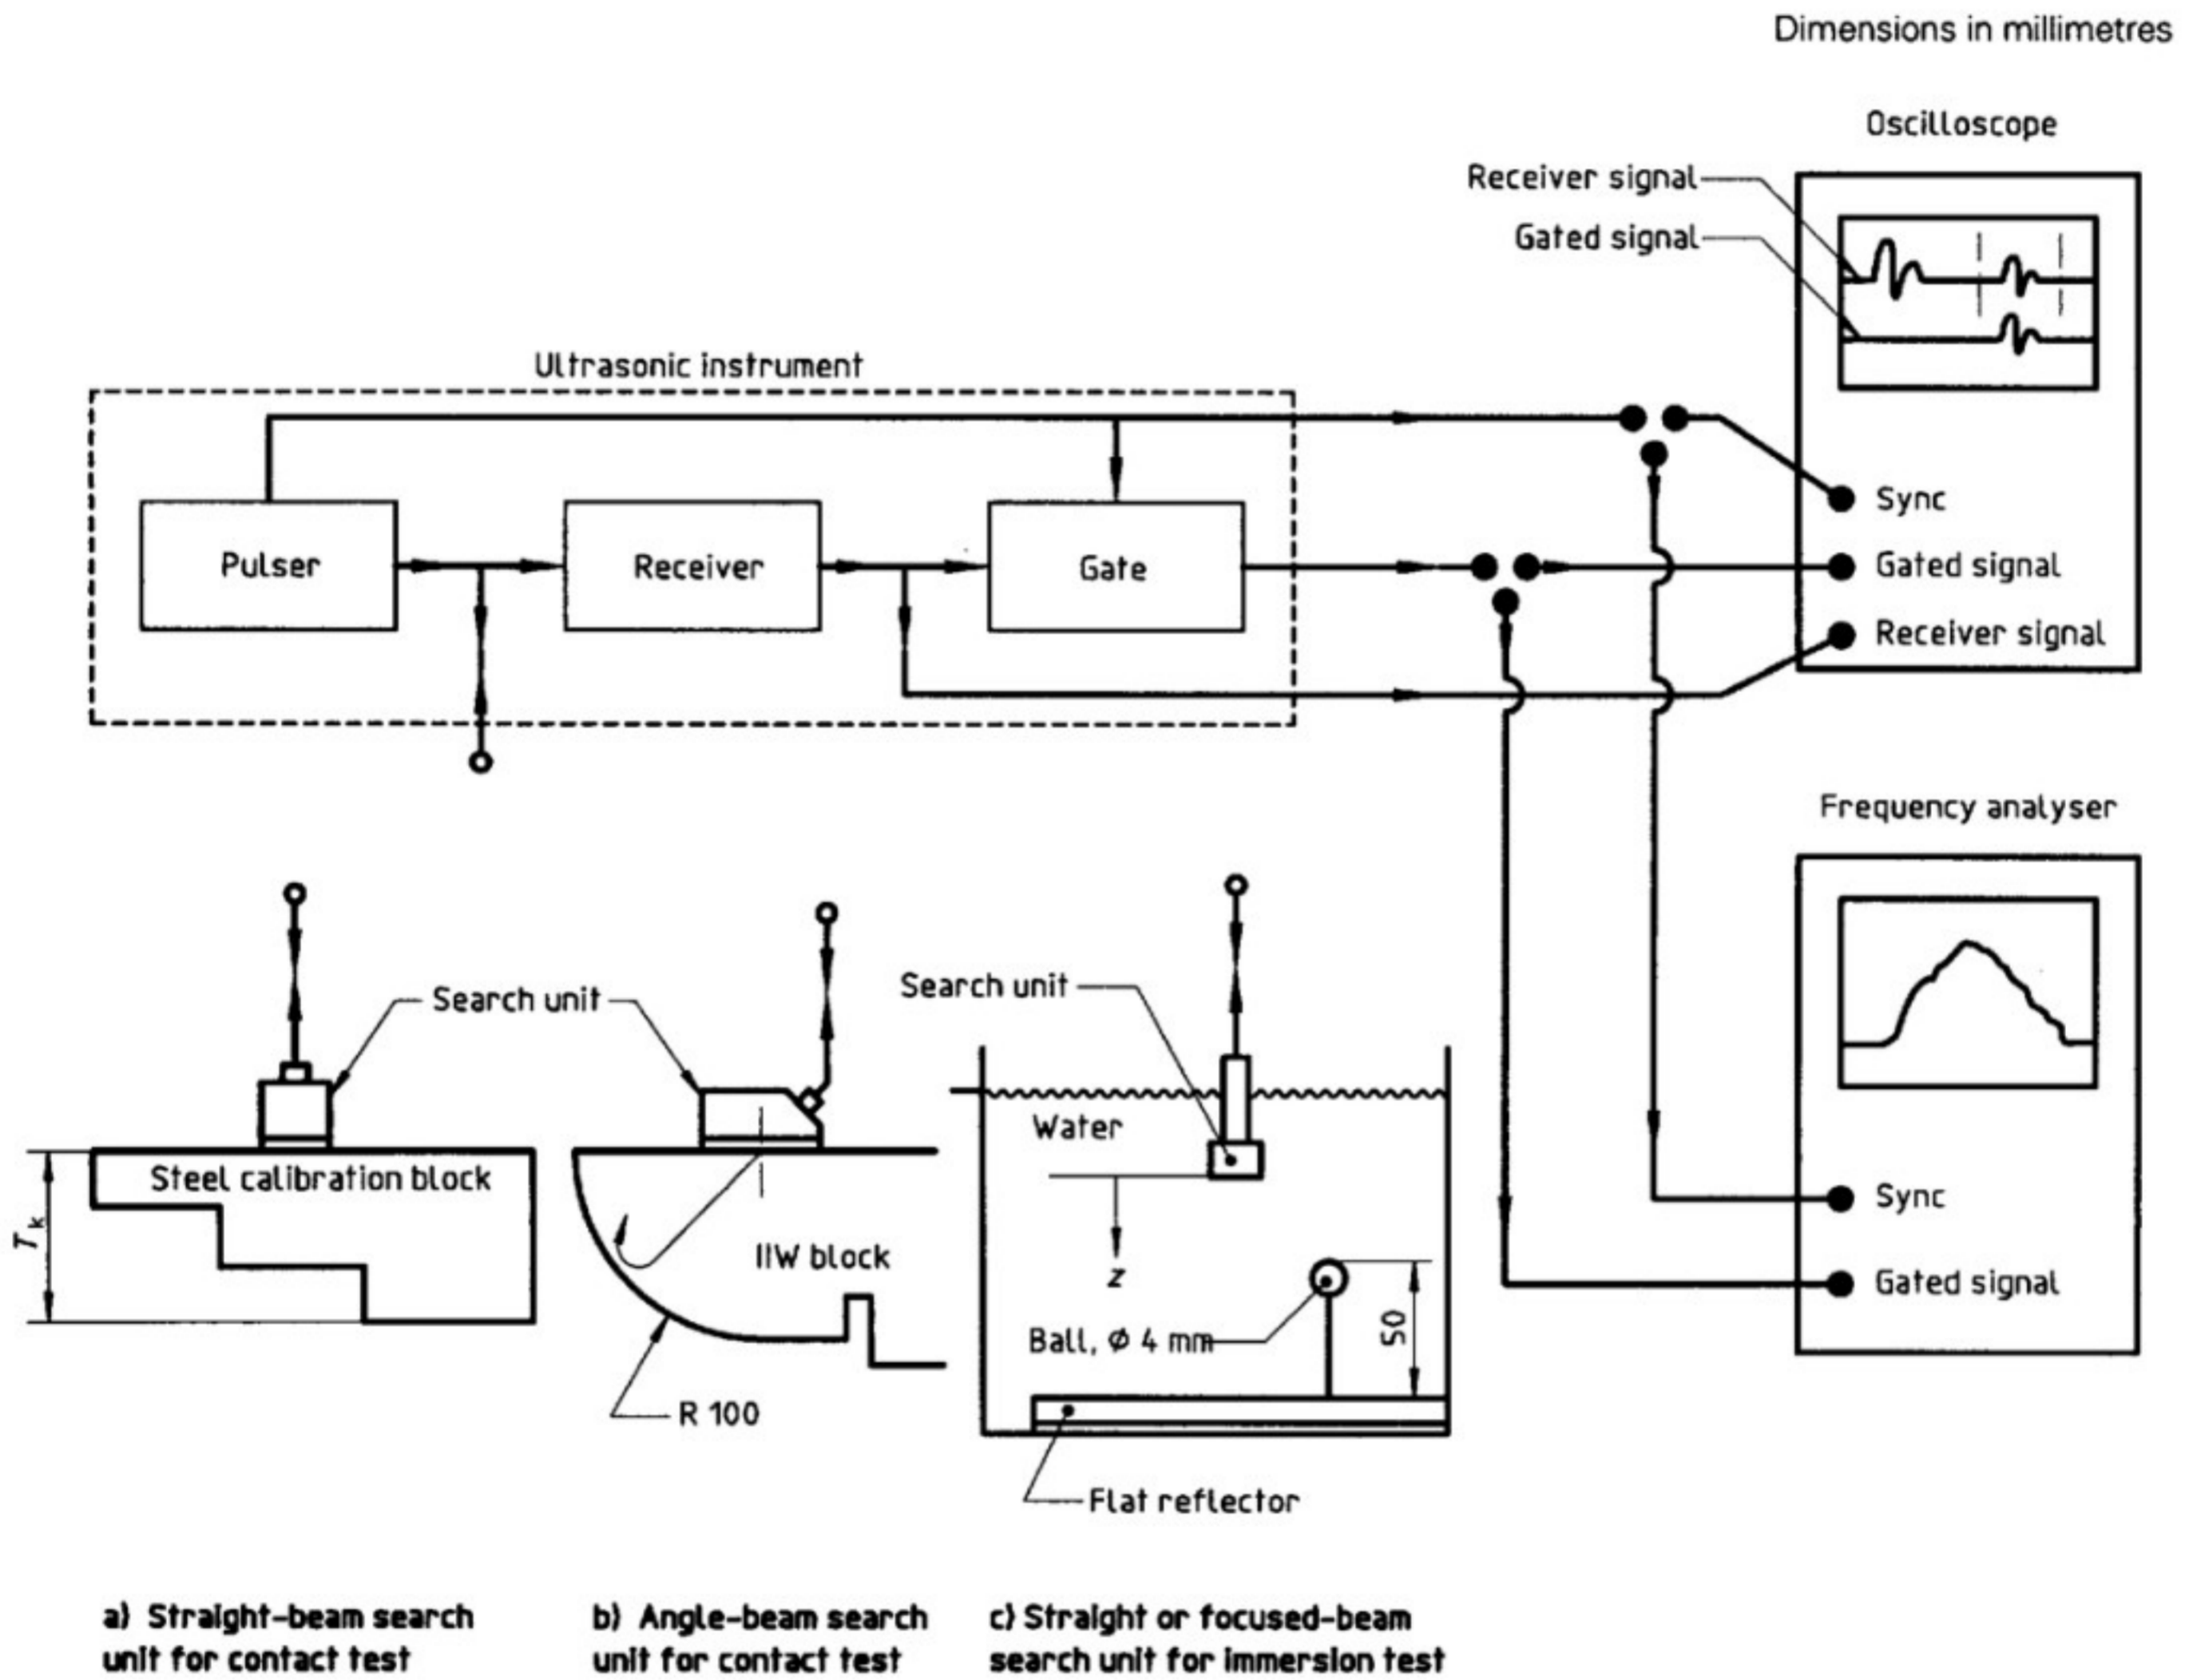 Dimensions in millimetres
Oscilloscope
Receiver signal
Gated signal
Ultrasonic instrument
Pulser
Receiver
Gate
Sync
Gated signal
Receiver signal
Frequency analyser
Search unit
Search unit
Water
Steel calibration block
Tk
IIW block
z
Ball, ϕ 4 mm
50
R 100
Sync
Gated signal
Flat reflector
a) Straight-beam search
unit for contact test
b) Angle-beam search
unit for contact test
c) Straight or focused-beam
search unit for immersion test